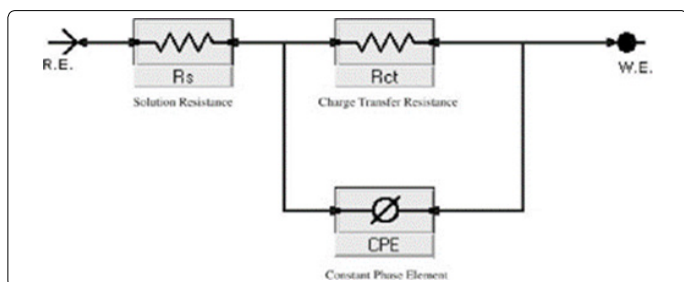 R.E.
Rs
Solution Resistance
Rct
Charge Transfer Resistance
W.E.
CPE
Constant Phase Element